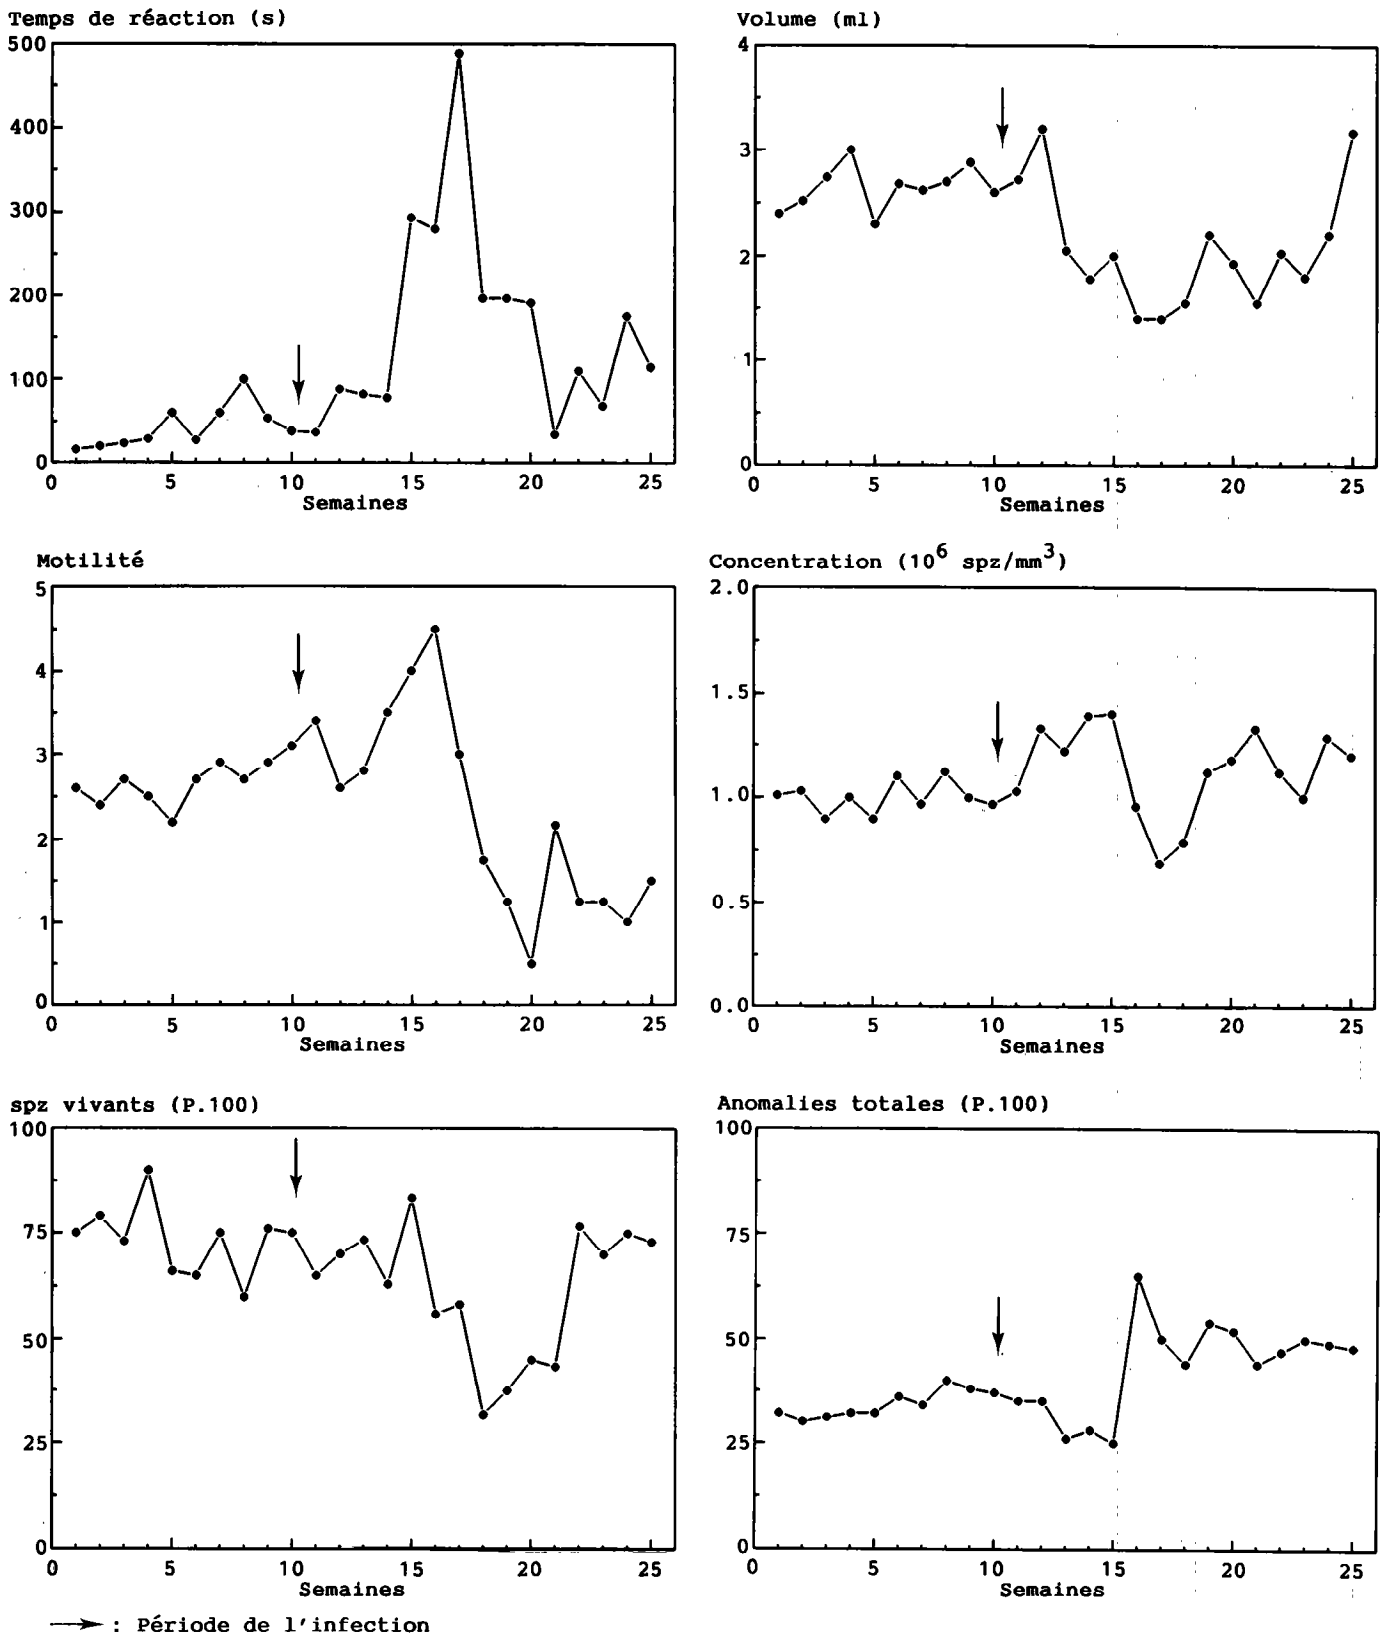 Temps de réaction (s)
500
400
300
200
100
0
0 5 10 15 20 25
Semaines
Volume (ml)
4
3
2
1
0
0 5 10 15 20 25
Semaines
Motilité
5
4
3
2
1
0
0 5 10 15 20 25
Semaines
Concentration (10^6 spz/mm^3)
2.0
1.5
1.0
0.5
0.0
0 5 10 15 20 25
Semaines
spz vivants (P.100)
100
75
50
25
0
0 5 10 15 20 25
Semaines
Anomalies totales (P.100)
100
75
50
25
0
0 5 10 15 20 25
Semaines
: Période de l'infection